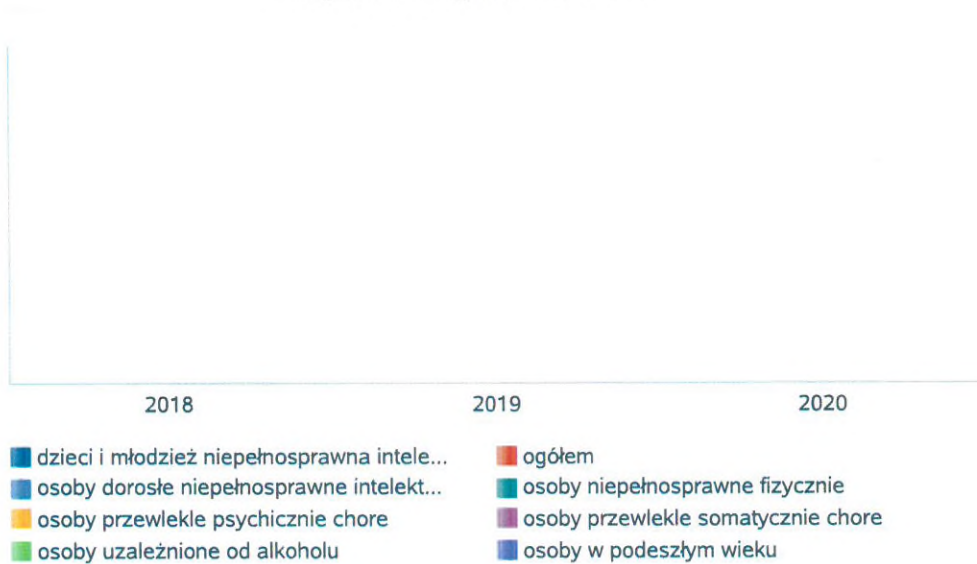 2018 2019 2020
dzieci i młodzież niepełnosprawna intele... ogółem
osoby dorosłe niepełnosprawne intelekt... osoby niepełnosprawne fizycznie
osoby przewlekle psychicznie chore osoby przewlekle somatycznie chore
osoby uzależnione od alkoholu osoby w podeszłym wieku